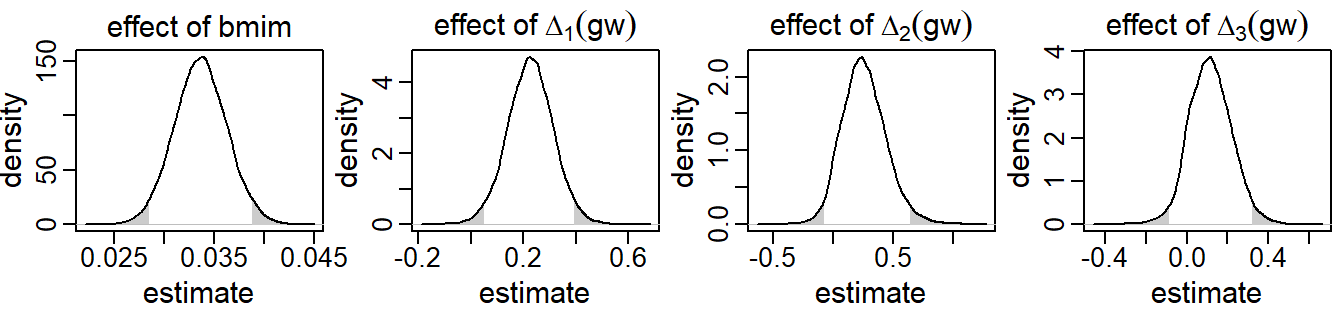 effect of bmim
density
0 50 150
0.025 0.035 0.045
estimate
effect of Δ₁(gw)
density
0 2 4
-0.2 0.2 0.6
estimate
effect of Δ₂(gw)
density
0.0 1.0 2.0
-0.5 0.5
estimate
effect of Δ₃(gw)
density
0 1 2 3 4
-0.4 0.0 0.4
estimate